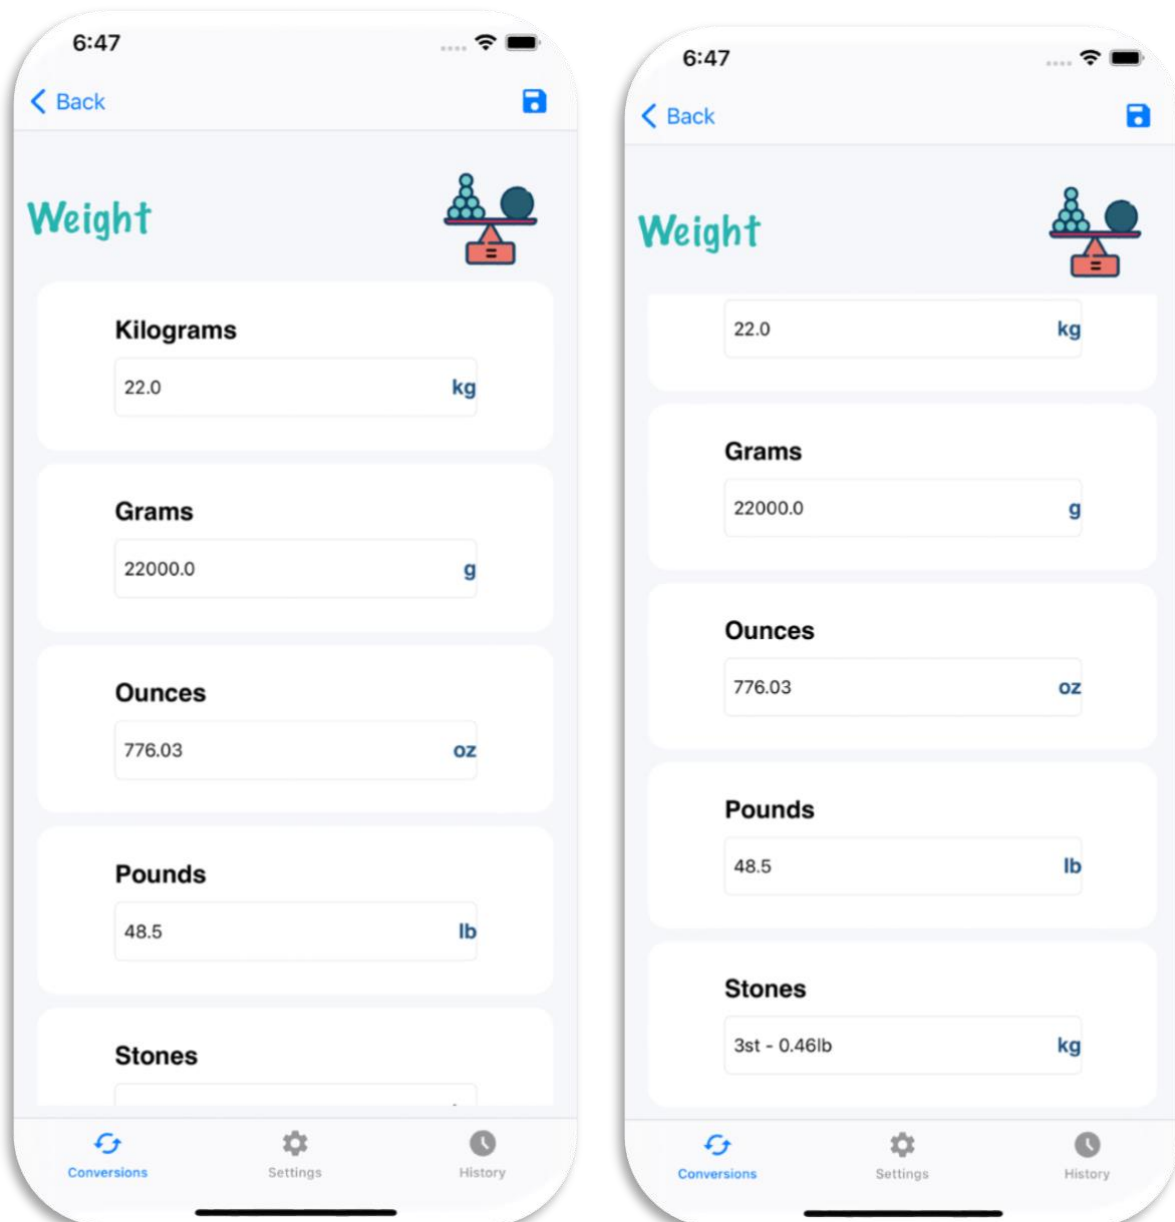 6:47
Back
Weight
Kilograms
22.0 kg
Grams
22000.0 g
Ounces
776.03 oz
Pounds
48.5 lb
Stones
Conversions Settings History
6:47
Back
Weight
22.0 kg
Grams
22000.0 g
Ounces
776.03 oz
Pounds
48.5 lb
Stones
3st - 0.46lb kg
Conversions Settings History